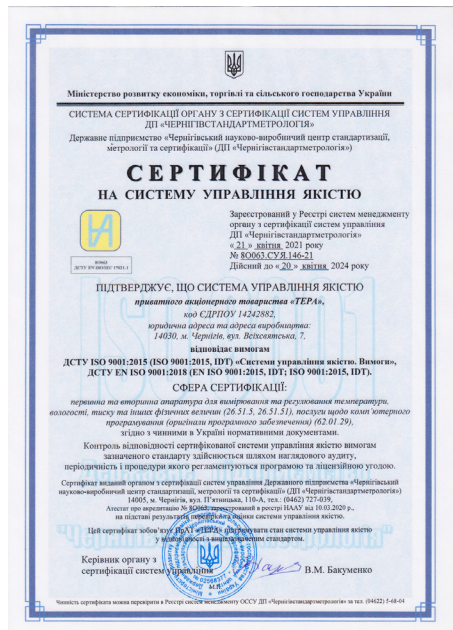 Міністерство розвитку економіки, торгівлі та сільського господарства України
СИСТЕМА СЕРТИФІКАЦІЇ ОРГАНУ З СЕРТИФІКАЦІЇ СИСТЕМ УПРАВЛІННЯ
ДП «ЧЕРНІГІВСТАНДАРТМЕТРОЛОГІЯ»
Державне підприємство «Чернігівський науково-виробничий центр стандартизації,
метрології та сертифікації» (ДП «Чернігівстандартметрологія»)
СЕРТИФІКАТ
НА СИСТЕМУ УПРАВЛІННЯ ЯКІСТЮ
Зареєстрований у Реєстрі систем менеджменту
органу з сертифікації систем управління
ДП «Чернігівстандартметрологія»
« 21 » квітня 2021 року
№ 8О063.СУЯ.146-21
Дійсний до « 20 » квітня 2024 року
8О063
ДСТУ EN ISO/IEC 17021-1
ПІДТВЕРДЖУЄ, ЩО СИСТЕМА УПРАВЛІННЯ ЯКІСТЮ
приватного акціонерного товариства «ТЕРА»,
код ЄДРПОУ 14242882,
юридична адреса та адреса виробництва:
14030, м. Чернігів, вул. Всіхсвятська, 7,
відповідає вимогам
ДСТУ ISO 9001:2015 (ISO 9001:2015, IDT) «Системи управління якістю. Вимоги»,
ДСТУ EN ISO 9001:2018 (EN ISO 9001:2015, IDT; ISO 9001:2015, IDT).
СФЕРА СЕРТИФІКАЦІЇ:
первинна та вторинна апаратура для вимірювання та регулювання температури,
вологості, тиску та інших фізичних величин (26.51.5, 26.51.51), послуги щодо комп`ютерного
програмування (оригінали програмного забезпечення) (62.01.29),
згідно з чинними в Україні нормативними документами.
Контроль відповідності сертифікованої системи управління якістю вимогам
зазначеного стандарту здійснюється шляхом наглядового аудиту,
періодичність і процедури якого регламентуються програмою та ліцензійною угодою.
Сертифікат виданий органом з сертифікації систем управління Державного підприємства «Чернігівський
науково-виробничий центр стандартизації, метрології та сертифікації» (ДП «Чернігівстандартметрологія»)
14005, м. Чернігів, вул. П’ятницька, 110-А, тел.: (0462) 727-039,
Атестат про акредитацію № 8О063, зареєстрований в реєстрі НААУ від 10.03.2020 р.,
на підставі результатів перевірки та оцінки системи управління якістю.
Цей сертифікат зобов’язує ПрАТ «ТЕРА» підтримувати стан системи управління якістю
у відповідності з вищезазначеним стандартом.
Керівник органу з
сертифікації систем управління
В.М. Бакуменко
М.П.
Чинність сертифіката можна перевірити в Реєстрі систем менеджменту ОССУ ДП «Чернігівстандартметрологія» за тел. (04622) 5-68-04